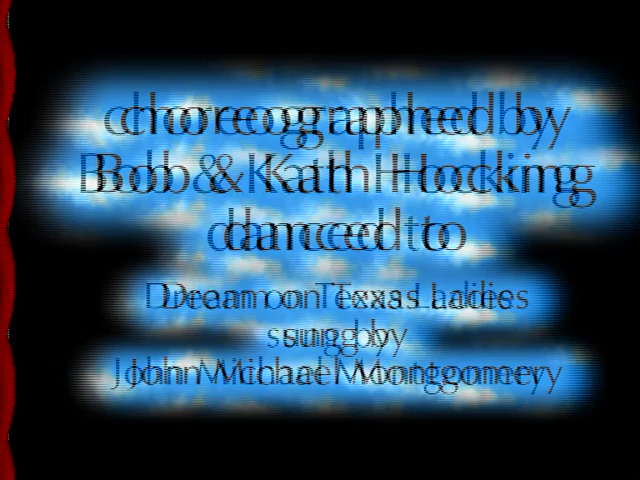 choreographed by
Bob & Kath Hocking
danced to
Dream on Texas Ladies
sung by
John Michael Montgomery